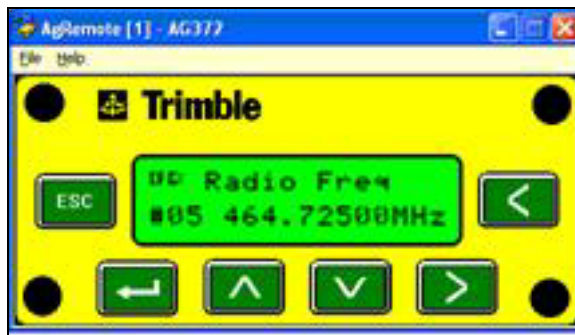 AgRemote [1] - AG372
File Help
Trimble
ESC
Radio Freq
#05 464.72500MHz